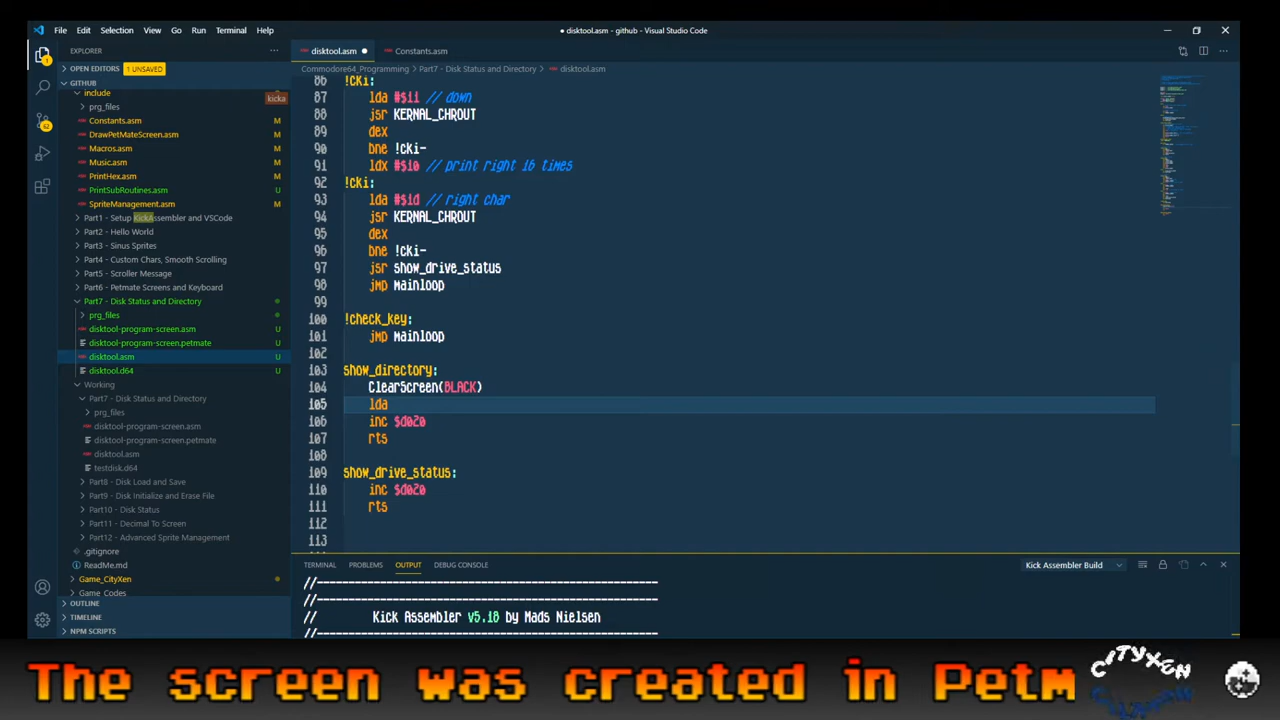 File Edit Selection View Go Run Terminal Help
disktool.asm - github - Visual Studio Code
EXPLORER
disktool.asm
Constants.asm
OPEN EDITORS 1 UNSAVED
Commodore64_Programming > Part7 - Disk Status and Directory > disktool.asm
GITHUB
include
kicka
prg_files
Constants.asm M
DrawPetMateScreen.asm M
Macros.asm M
Music.asm M
PrintHex.asm M
PrintSubRoutines.asm U
SpriteManagement.asm M
Part1 - Setup KickAssembler and VSCode
Part2 - Hello World
Part3 - Sinus Sprites
Part4 - Custom Chars, Smooth Scrolling
Part5 - Scroller Message
Part6 - Petmate Screens and Keyboard
Part7 - Disk Status and Directory
prg_files
disktool-program-screen.asm U
disktool-program-screen.petmate U
disktool.asm U
disktool.d64 U
Working
Part7 - Disk Status and Directory
prg_files
disktool-program-screen.asm
disktool-program-screen.petmate
disktool.asm
testdisk.d64
Part8 - Disk Load and Save
Part9 - Drive Initialize and Erase File
Part10 - Disk Status
Part11 - Decimal To Screen
Part12 - Advanced Sprite Management
.gitignore
ReadMe.md
Game_CityXen
Game_Codes
OUTLINE
TIMELINE
NPM SCRIPTS
62
86 !cki:
87 lda #$11 // down
88 jsr KERNAL_CHROUT
89 dex
90 bne !cki-
91 ldx #$10 // print right 16 times
92 !cki:
93 lda #$1d // right char
94 jsr KERNAL_CHROUT
95 dex
96 bne !cki-
97 jsr show_drive_status
98 jmp mainloop
99
100 !check_key:
101 jmp mainloop
102
103 show_directory:
104 ClearScreen(BLACK)
105 lda
106 inc $d020
107 rts
108
109 show_drive_status:
110 inc $d020
111 rts
112
113
TERMINAL PROBLEMS OUTPUT DEBUG CONSOLE
Kick Assembler Build
//------------------------------------------------------
//------------------------------------------------------
// Kick Assembler v5.18 by Mads Nielsen
//------------------------------------------------------
The screen was created in Petm
CITYXEN